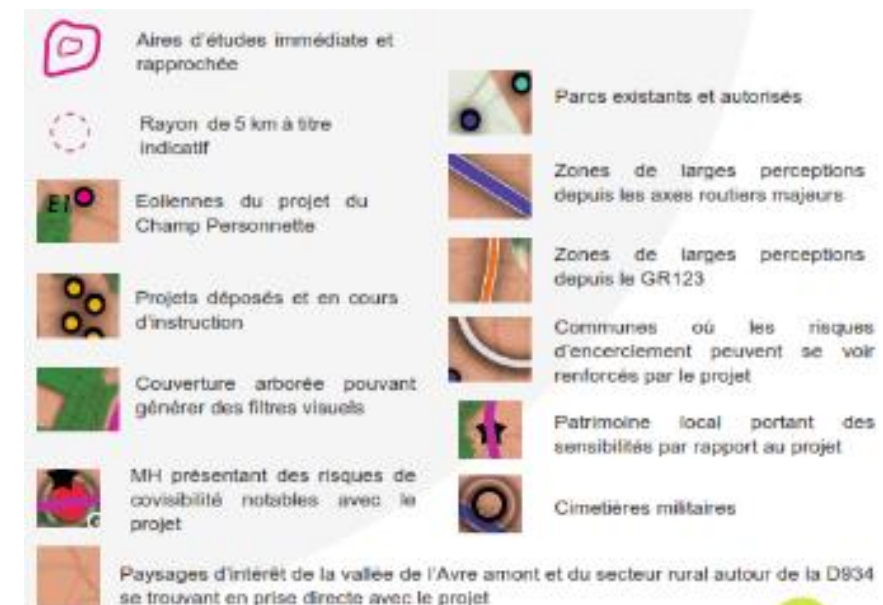 Aires d'études immédiate et
rapprochée
Rayon de 5 km à titre
indicatif
E1
Eoliennes du projet du
Champ Personnette
Projets déposés et en cours
d'instruction
Couverture arborée pouvant
générer des filtres visuels
MH présentant des risques de
covisibilité notables avec le
projet
Parcs existants et autorisés
Zones de larges perceptions
depuis les axes routiers majeurs
Zones de larges perceptions
depuis le GR123
Communes où les risques
d'encerclement peuvent se voir
renforcés par le projet
Patrimoine local portant des
sensibilités par rapport au projet
Cimetières militaires
Paysages d'intérêt de la vallée de l'Avre amont et du secteur rural autour de la D934
se trouvant en prise directe avec le projet